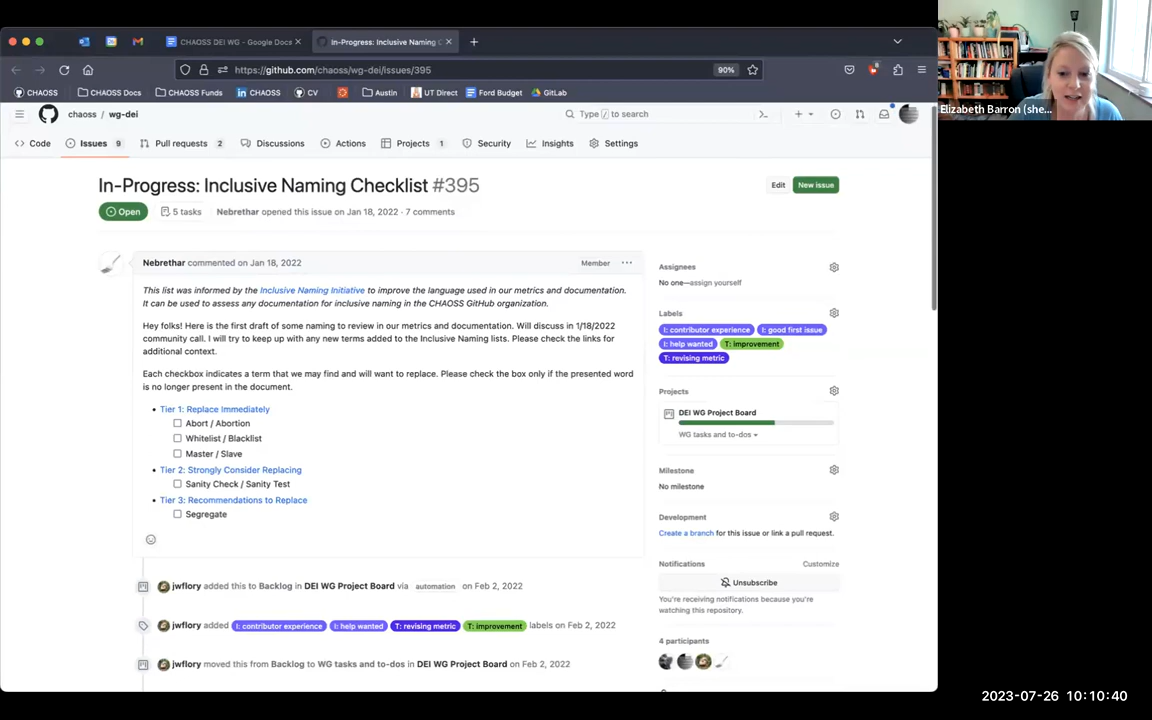 CHAOSS DEI WG - Google Docs
In-Progress: Inclusive Naming C
https://github.com/chaoss/wg-dei/issues/395
90%
CHAOSS
CHAOSS Docs
CHAOSS Funds
CHAOSS
CV
Austin
UT Direct
Ford Budget
GitLab
chaoss / wg-dei
Type / to search
Code
Issues 9
Pull requests 2
Discussions
Actions
Projects 1
Security
Insights
Settings
In-Progress: Inclusive Naming Checklist #395
Edit
New issue
Open
5 tasks
Nebrethar opened this issue on Jan 18, 2022 · 7 comments
Nebrethar commented on Jan 18, 2022
Member
This list was informed by the Inclusive Naming Initiative to improve the language used in our metrics and documentation.
It can be used to assess any documentation for inclusive naming in the CHAOSS GitHub organization.
Hey folks! Here is the first draft of some naming to review in our metrics and documentation. Will discuss in 1/18/2022
community call. I will try to keep up with any new terms added to the Inclusive Naming lists. Please check the links for
additional context.
Each checkbox indicates a term that we may find and will want to replace. Please check the box only if the presented word
is no longer present in the document.
• Tier 1: Replace Immediately
Abort / Abortion
Whitelist / Blacklist
Master / Slave
• Tier 2: Strongly Consider Replacing
Sanity Check / Sanity Test
• Tier 3: Recommendations to Replace
Segregate
jwflory added this to Backlog in DEI WG Project Board via automation on Feb 2, 2022
jwflory added I: contributor experience I: help wanted T: revising metric T: improvement labels on Feb 2, 2022
jwflory moved this from Backlog to WG tasks and to-dos in DEI WG Project Board on Feb 2, 2022
Assignees
No one—assign yourself
Labels
I: contributor experience I: good first issue
I: help wanted T: improvement
T: revising metric
Projects
DEI WG Project Board
WG tasks and to-dos
Milestone
No milestone
Development
Create a branch for this issue or link a pull request.
Notifications
Customize
Unsubscribe
You're receiving notifications because you're
watching this repository.
4 participants
Elizabeth Barron (she...
2023-07-26 10:10:40